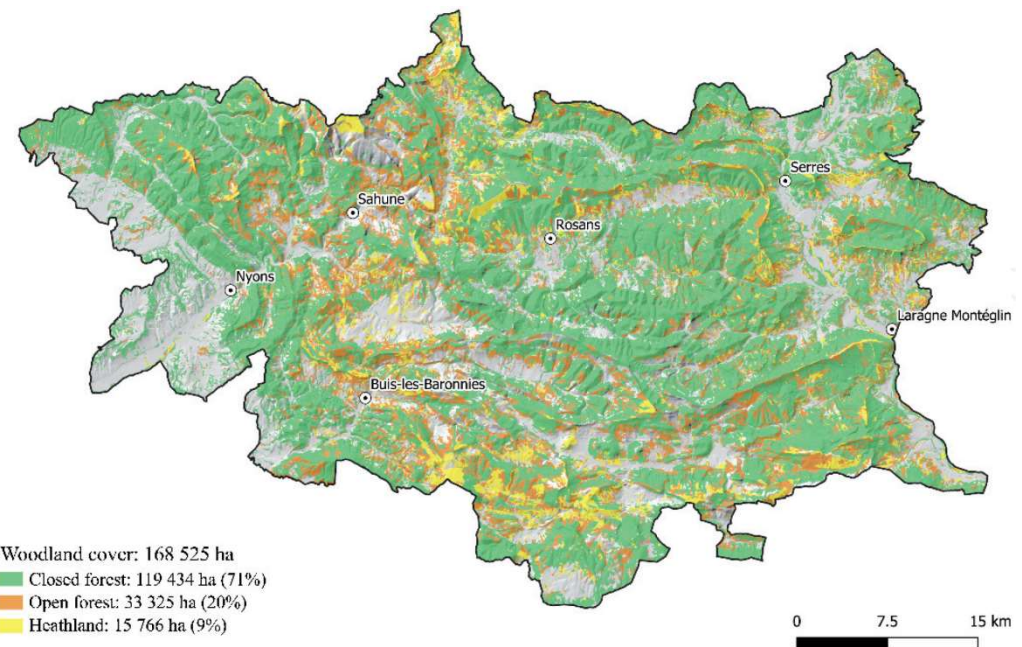 Serres
Sahune
Rosans
Nyons
Laragne Montéglin
Buis-les-Baronnies
Woodland cover: 168 525 ha
Closed forest: 119 434 ha (71%)
Open forest: 33 325 ha (20%)
Heathland: 15 766 ha (9%)
0 7.5 15 km